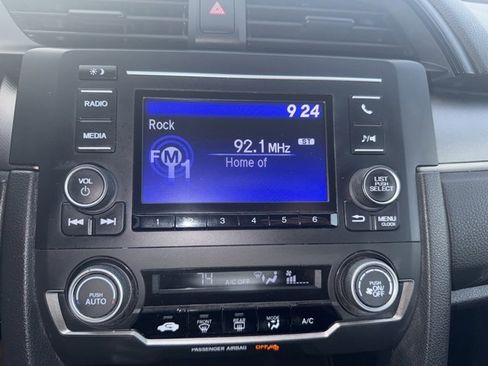 9 24
RADIO
Rock
92.1 MHz
ST
MEDIA
FM1
Home of
VOL
LIST
PUSH
SELECT
1 2 3 4 5 6
MENU
CLOCK
74 A/C OFF
PUSH
AUTO
PUSH
ON/
OFF
FRONT
REAR
MODE
A/C
PASSENGER AIRBAG OFF